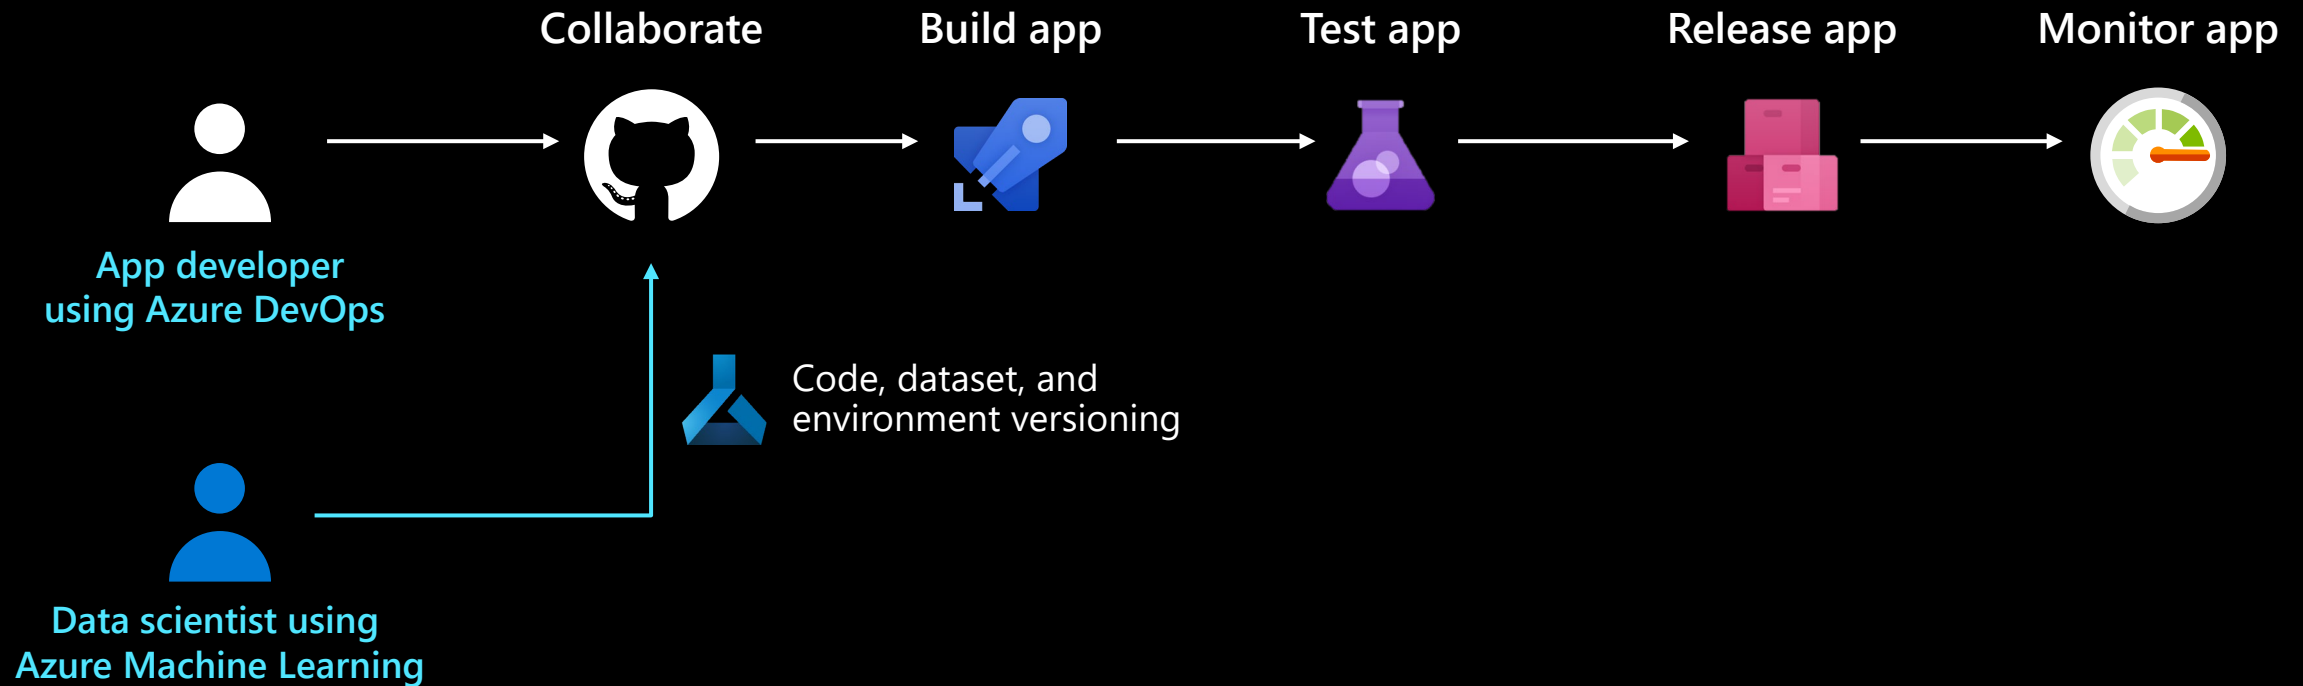 Collaborate
Build app
Test app
Release app
Monitor app
App developer
using Azure DevOps
Code, dataset, and
environment versioning
Data scientist using
Azure Machine Learning